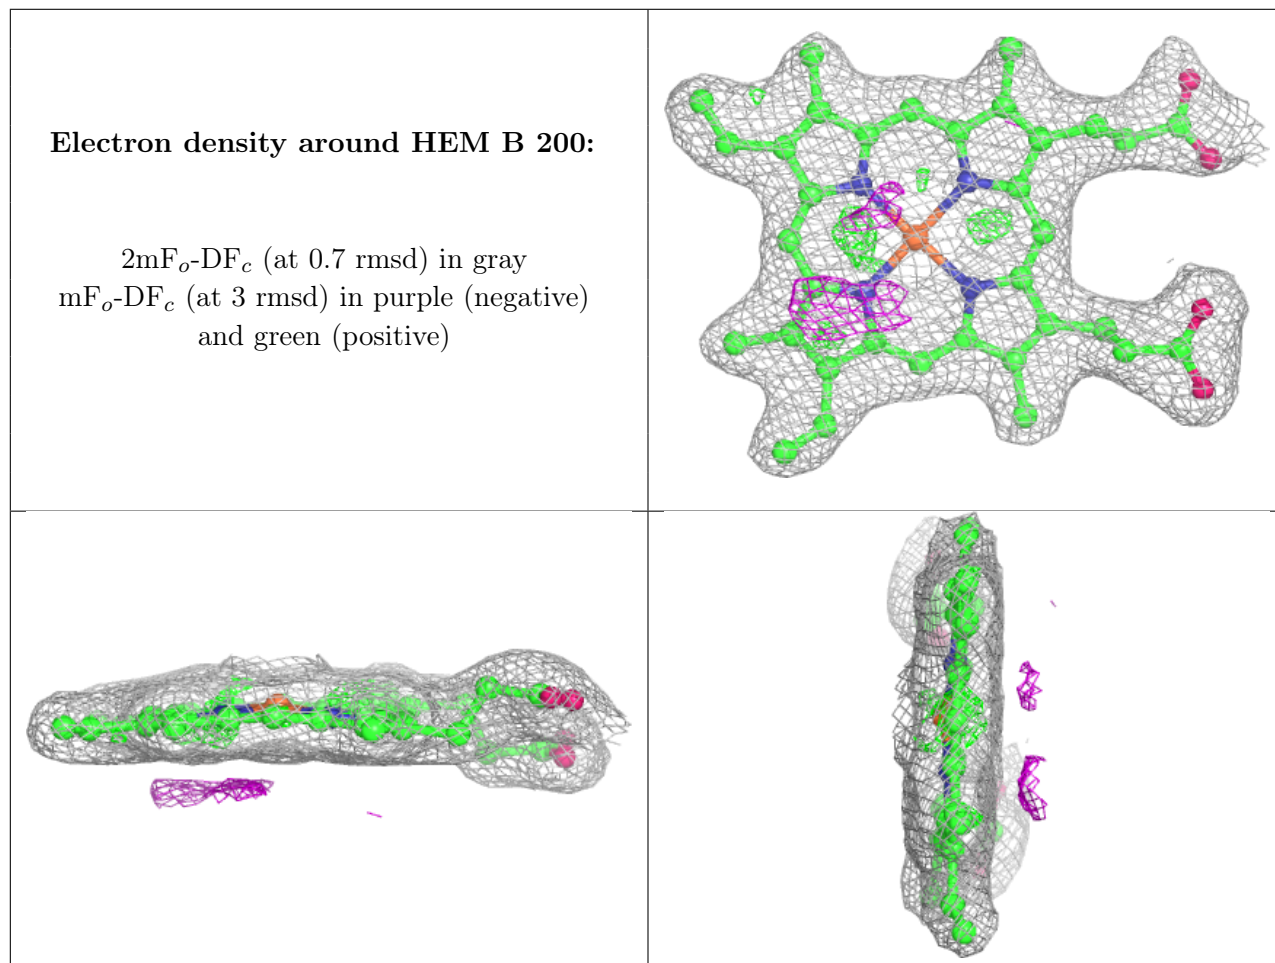 Electron density around HEM B 200:
2mFo-DFc (at 0.7 rmsd) in gray
mFo-DFc (at 3 rmsd) in purple (negative)
and green (positive)